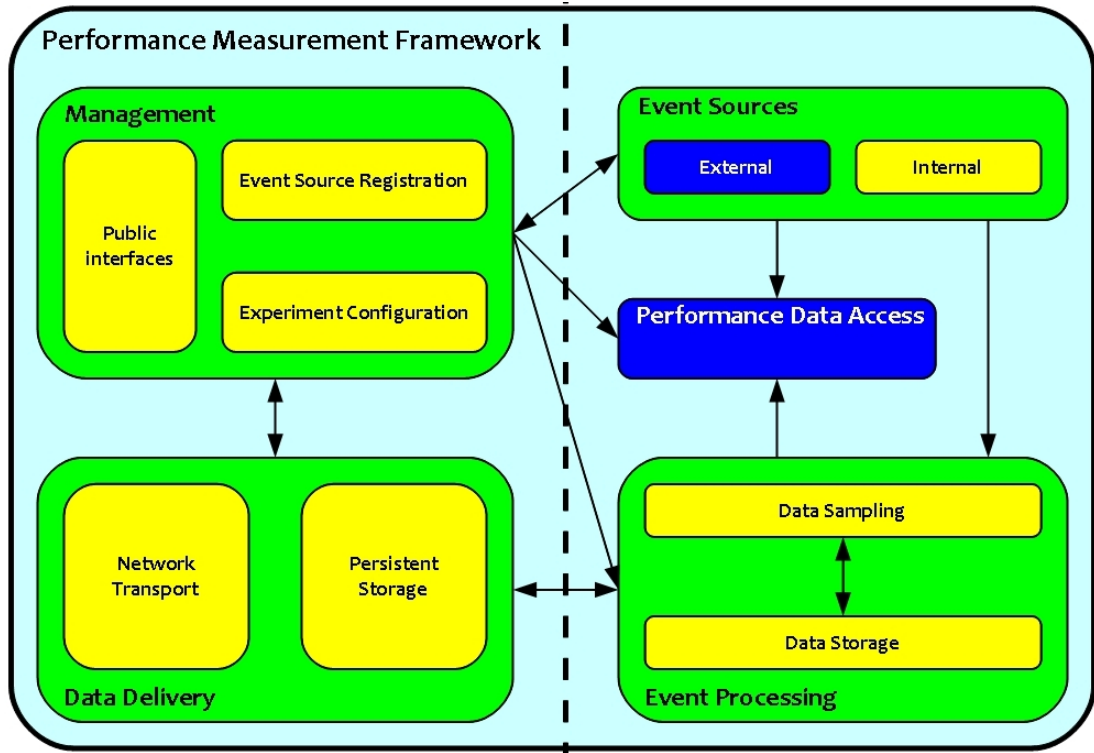 Performance Measurement Framework
Management
Public
interfaces
Event Source Registration
Experiment Configuration
Event Sources
External
Internal
Performance Data Access
Network
Transport
Persistent
Storage
Data Delivery
Data Sampling
Data Storage
Event Processing